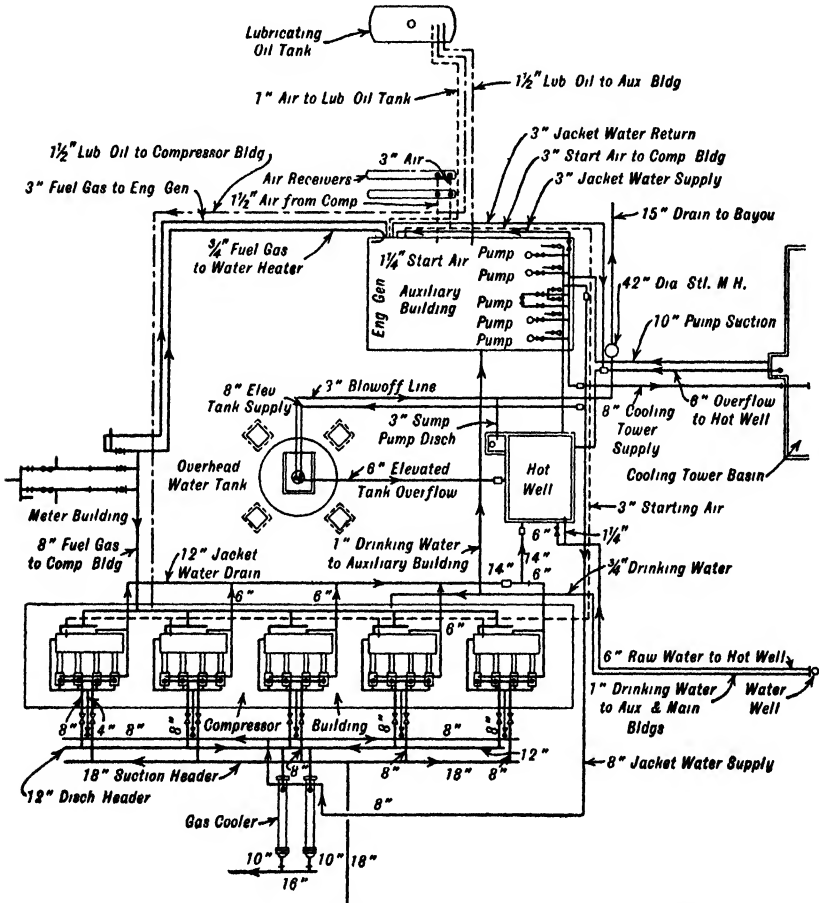 Lubricating
Oil Tank
1" Air to Lub Oil Tank
1½" Lub Oil to Aux Bldg
1½" Lub Oil to Compressor Bldg
3" Air
3" Jacket Water Return
3" Start Air to Comp Bldg
3" Jacket Water Supply
3" Fuel Gas to Eng Gen
Air Receivers
1½" Air from Comp
15" Drain to Bayou
¾" Fuel Gas
to Water Heater
1¼" Start Air
Eng Gen
Auxiliary
Building
Pump
Pump
Pump
Pump
Pump
42" Dia Stl. M.H.
10" Pump Suction
8" Elev
Tank Supply
3" Blowoff Line
3" Sump
Pump Disch
8" Cooling
Tower
Supply
6" Overflow
to Hot Well
Overhead
Water Tank
6" Elevated
Tank Overflow
Hot
Well
Cooling Tower Basin
Meter Building
3" Starting Air
8" Fuel Gas
to Comp Bldg
12" Jacket
Water Drain
1" Drinking Water
to Auxiliary Building
6"
1¼"
14"
14"
6"
¾" Drinking Water
6"
6"
6"
6" Raw Water to Hot Well
Water
Well
1" Drinking Water
to Aux & Main
Bldgs
8"
4"
8"
8"
Compressor
Building
8"
8"
8"
12"
18" Suction Header
8"
8"
18"
8"
12" Disch Header
8" Jacket Water Supply
8"
Gas Cooler
10"
10"
18"
16"